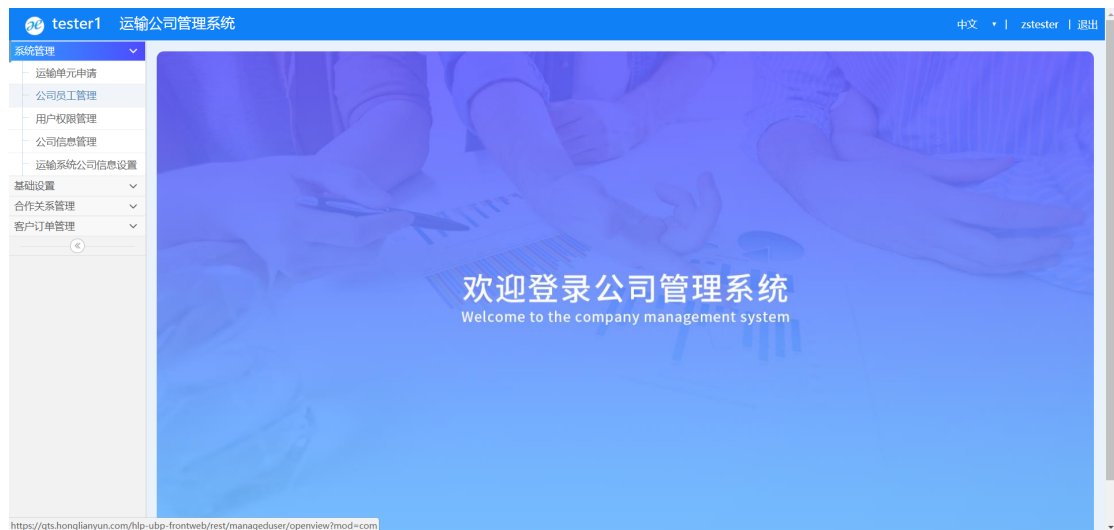 tester1 运输公司管理系统
中文 | zstester | 退出
系统管理
运输单元申请
公司员工管理
用户权限管理
公司信息管理
运输系统公司信息设置
基础设置
合作关系管理
客户订单管理
欢迎登录公司管理系统
Welcome to the company management system
https://qts.honglianyun.com/hlp-ubp-frontweb/rest/manageduser/openview?mod=com